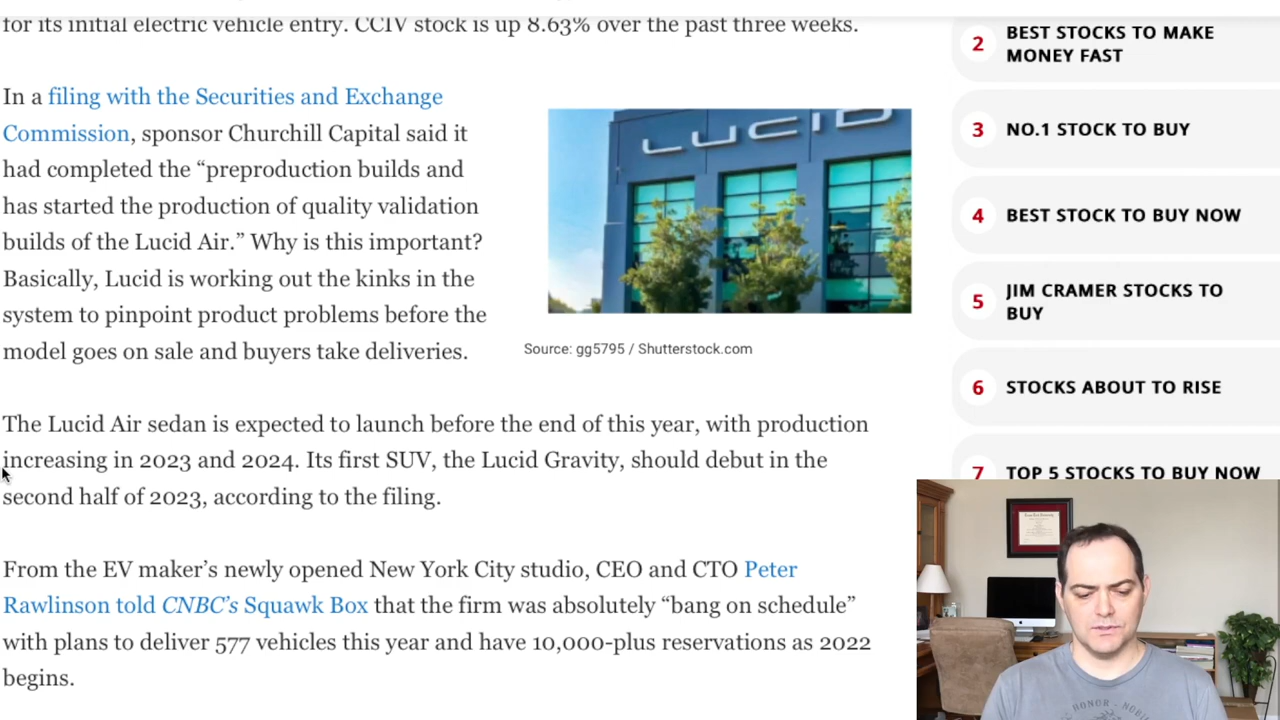 for its initial electric vehicle entry. CCIV stock is up 8.63% over the past three weeks.
In a filing with the Securities and Exchange
Commission, sponsor Churchill Capital said it
had completed the “preproduction builds and
has started the production of quality validation
builds of the Lucid Air.” Why is this important?
Basically, Lucid is working out the kinks in the
system to pinpoint product problems before the
model goes on sale and buyers take deliveries.
LUCID
Source: gg5795 / Shutterstock.com
The Lucid Air sedan is expected to launch before the end of this year, with production
increasing in 2023 and 2024. Its first SUV, the Lucid Gravity, should debut in the
second half of 2023, according to the filing.
From the EV maker’s newly opened New York City studio, CEO and CTO Peter
Rawlinson told CNBC’s Squawk Box that the firm was absolutely “bang on schedule”
with plans to deliver 577 vehicles this year and have 10,000-plus reservations as 2022
begins.
2 BEST STOCKS TO MAKE
MONEY FAST
3 NO.1 STOCK TO BUY
4 BEST STOCK TO BUY NOW
5 JIM CRAMER STOCKS TO
BUY
6 STOCKS ABOUT TO RISE
7 TOP 5 STOCKS TO BUY NOW
HONOR